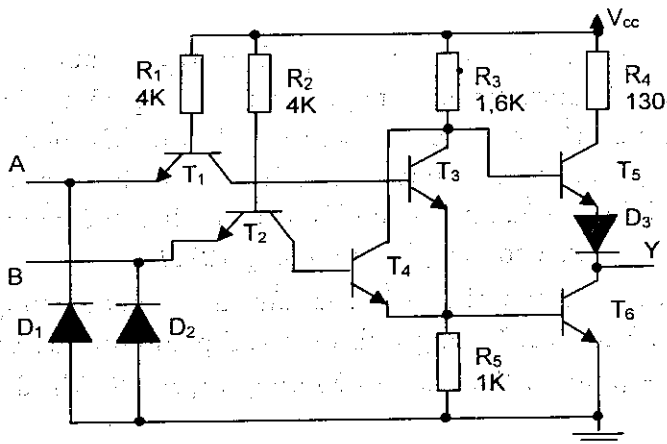 Vcc
R1
4K
R2
4K
R3
1,6K
R4
130
A
T1
T3
T5
T2
D3
B
T4
Y
D1
D2
T6
R5
1K